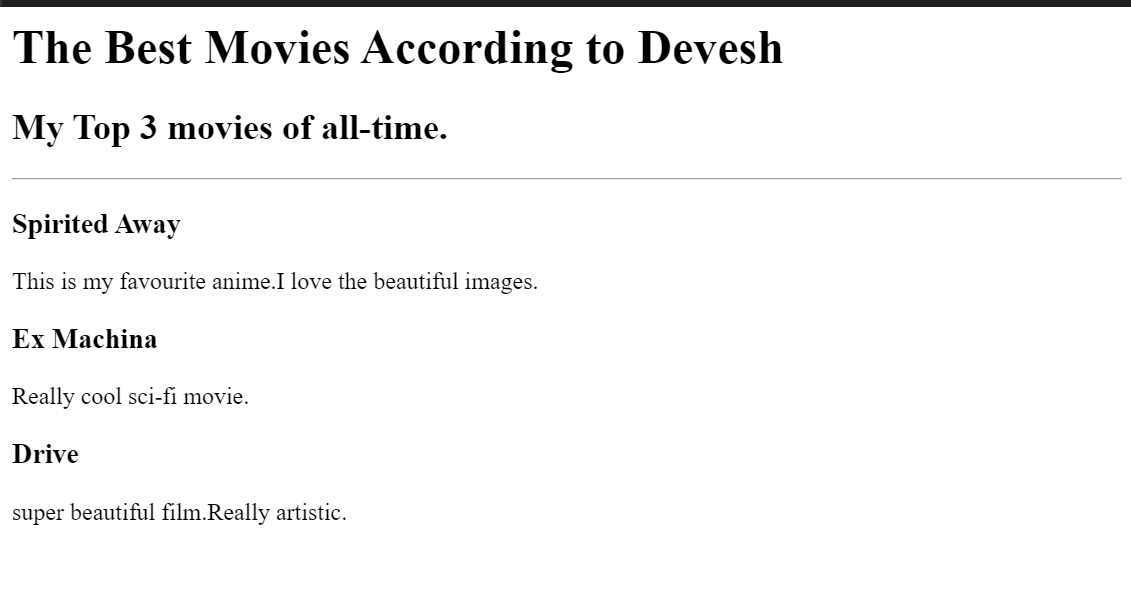 The Best Movies According to Devesh
My Top 3 movies of all-time.
Spirited Away
This is my favourite anime.I love the beautiful images.
Ex Machina
Really cool sci-fi movie.
Drive
super beautiful film.Really artistic.